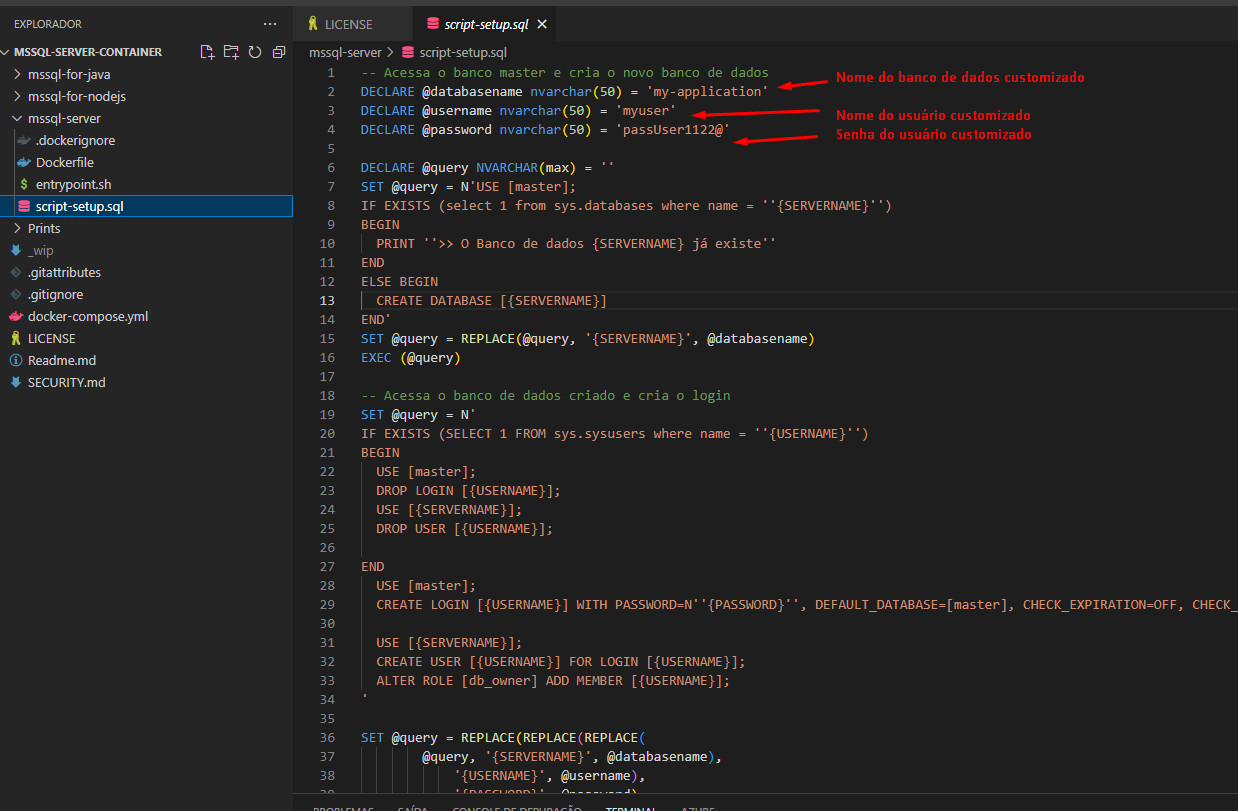 EXPLORADOR
MSSQL-SERVER-CONTAINER
mssql-for-java
mssql-for-nodejs
mssql-server
.dockerignore
Dockerfile
$ entrypoint.sh
script-setup.sql
Prints
_wip
.gitattributes
.gitignore
docker-compose.yml
LICENSE
Readme.md
SECURITY.md
LICENSE
script-setup.sql
mssql-server > script-setup.sql
1 -- Acessa o banco master e cria o novo banco de dados
2 DECLARE @databasename nvarchar(50) = 'my-application'
Nome do banco de dados customizado
3 DECLARE @username nvarchar(50) = 'myuser'
Nome do usuário customizado
4 DECLARE @password nvarchar(50) = 'passUser1122@'
Senha do usuário customizado
5
6 DECLARE @query NVARCHAR(max) = ''
7 SET @query = N'USE [master];
8 IF EXISTS (select 1 from sys.databases where name = ''{SERVERNAME}'')
9 BEGIN
10 PRINT ''>> O Banco de dados {SERVERNAME} já existe''
11 END
12 ELSE BEGIN
13 CREATE DATABASE [{SERVERNAME}]
14 END'
15 SET @query = REPLACE(@query, '{SERVERNAME}', @databasename)
16 EXEC (@query)
17
18 -- Acessa o banco de dados criado e cria o login
19 SET @query = N'
20 IF EXISTS (SELECT 1 FROM sys.sysusers where name = ''{USERNAME}'')
21 BEGIN
22 USE [master];
23 DROP LOGIN [{USERNAME}];
24 USE [{SERVERNAME}];
25 DROP USER [{USERNAME}];
26
27 END
28 USE [master];
29 CREATE LOGIN [{USERNAME}] WITH PASSWORD=N''{PASSWORD}'', DEFAULT_DATABASE=[master], CHECK_EXPIRATION=OFF, CHECK_
30
31 USE [{SERVERNAME}];
32 CREATE USER [{USERNAME}] FOR LOGIN [{USERNAME}];
33 ALTER ROLE [db_owner] ADD MEMBER [{USERNAME}];
34 '
35
36 SET @query = REPLACE(REPLACE(REPLACE(
37 @query, '{SERVERNAME}', @databasename),
38 '{USERNAME}', @username),
39 '{PASSWORD}', @password)
PROBLEMAS SAÍDA CONSOLE DE DEPURAÇÃO TERMINAL AZURE